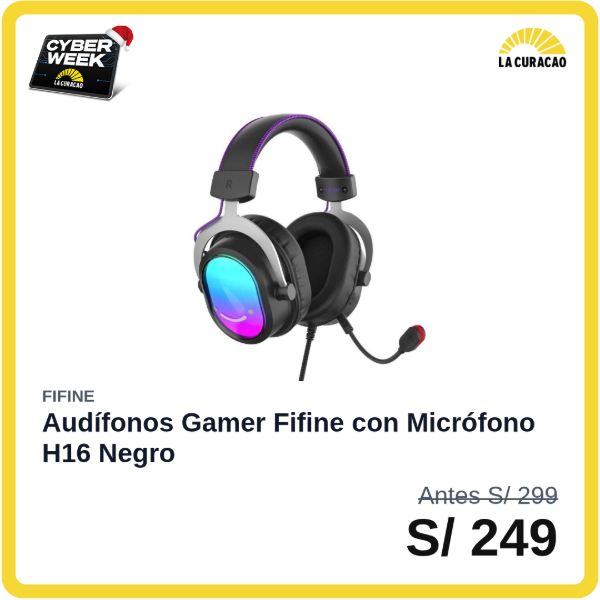 CYBER
WEEK
LA CURACAO
LA CURACAO
R
FIFINE
Audífonos Gamer Fifine con Micrófono
H16 Negro
Antes S/ 299
S/ 249